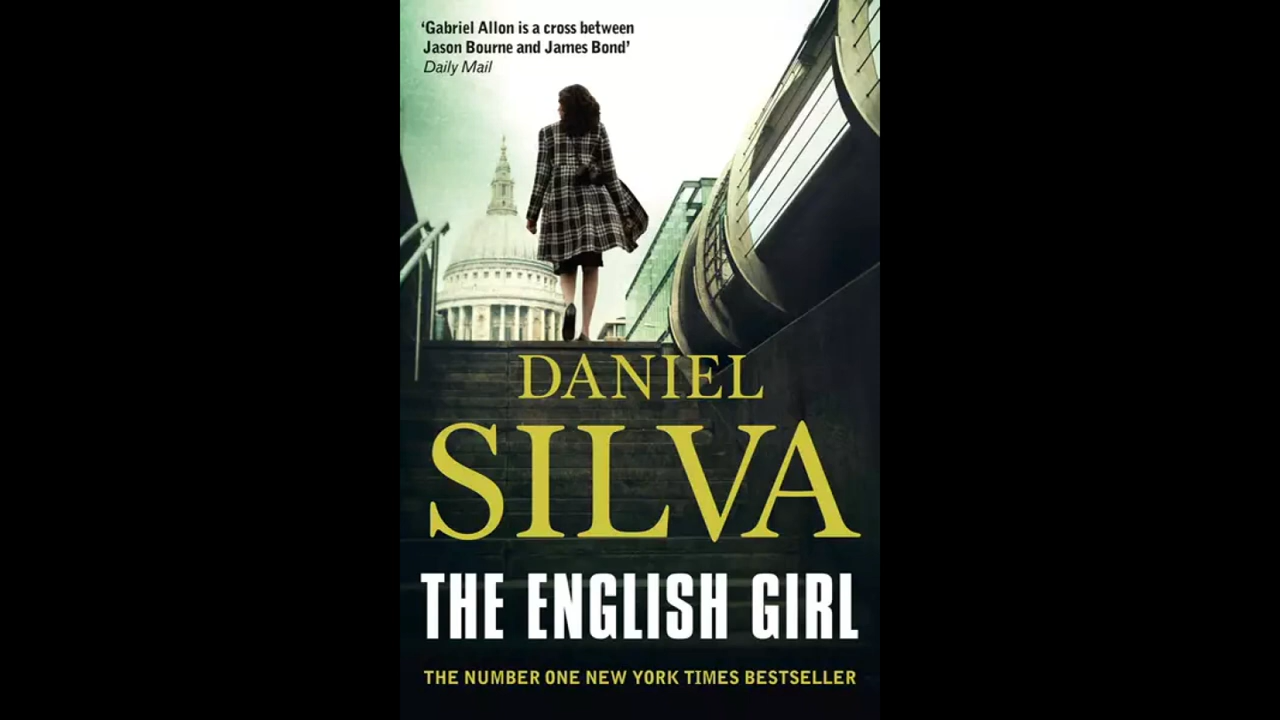 ‘Gabriel Allon is a cross between
Jason Bourne and James Bond’
Daily Mail
DANIEL
SILVA
THE ENGLISH GIRL
THE NUMBER ONE NEW YORK TIMES BESTSELLER